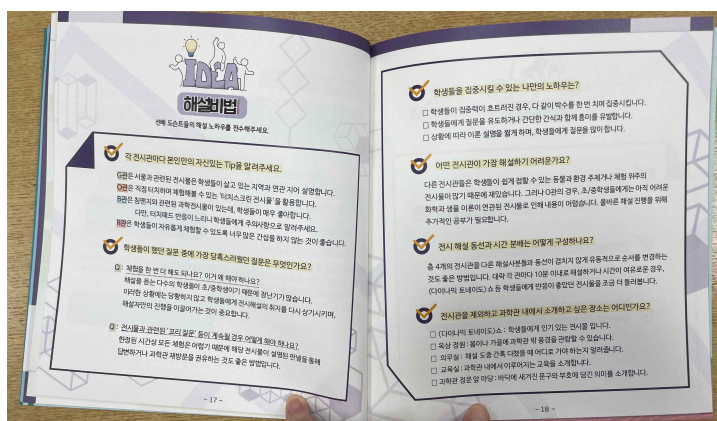 IDEA
해설비법
선배 도슨트들의 해설 노하우를 전수해주세요.
각 전시관마다 본인만의 자신있는 Tip을 알려주세요.
G관은 서울과 관련된 전시물은 학생들이 살고 있는 지역과 연관 지어 설명합니다.
O관은 직접 터치하며 체험해볼 수 있는 '터치스크린 전시물'을 활용합니다.
B관은 침팬지와 관련된 과학전시물이 있는데, 학생들이 매우 좋아합니다.
다만, 터치패드 반응이 느리니 학생들에게 주의사항으로 알려주세요.
R관은 학생들이 자유롭게 체험할 수 있도록 너무 많은 간섭을 하지 않는 것이 좋습니다.
학생들이 했던 질문 중에 가장 당혹스러웠던 질문은 무엇인가요?
Q : 체험을 한 번 더 해도 되나요? 이거 왜 해야 하나요?
해설을 듣는 다수의 학생들이 초/중학생이기 때문에 장난기가 많습니다.
이러한 상황에는 당황하지 않고 학생들에게 전시해설의 취지를 다시 상기시키며,
해설자만의 진행을 이끌어가는 것이 중요합니다.
Q : 전시물과 관련된 '꼬리 질문' 등이 계속될 경우 어떻게 해야 하나요?
한정된 시간상 모든 체험은 어렵기 때문에 해당 전시물이 설명된 판넬을 통해
답변하거나 과학관 재방문을 권유하는 것도 좋은 방법입니다.
- 17 -
학생들을 집중시킬 수 있는 나만의 노하우는?
□ 학생들이 집중력이 흐트러진 경우, 다 같이 박수를 한 번 치며 집중시킵니다.
□ 학생들에게 질문을 유도하거나 간단한 간식과 함께 흥미를 유발합니다.
□ 상황에 따라 이론 설명을 짧게 하며, 학생들에게 질문을 많이 합니다.
어떤 전시관이 가장 해설하기 어려운가요?
다른 전시관들은 학생들이 쉽게 접할 수 있는 동물과 환경 주제거나 체험 위주의
전시물이 많기 때문에 재밌습니다. 그러나 O관의 경우, 초/중학생들에게는 아직 어려운
화학과 생물 이론이 연관된 전시물로 인해 내용이 어렵습니다. 올바른 해설 진행을 위해
추가적인 공부가 필요합니다.
전시 해설 동선과 시간 분배는 어떻게 구성하나요?
총 4개의 전시관을 다른 해설사분들과 동선이 겹치지 않게 유동적으로 순서를 변경하는
것도 좋은 방법입니다. 대략 각 관마다 10분 이내로 해설하거나 시간이 여유로운 경우,
<다이나믹 토네이도>쇼 등 학생들에게 반응이 좋았던 전시물을 조금 더 둘러봅니다.
전시관을 제외하고 과학관 내에서 소개하고 싶은 장소는 어디인가요?
□ <다이나믹 토네이도>쇼 : 학생들에게 인기 있는 전시물 입니다.
□ 옥상 정원 : 봄이나 가을에 과학관 밖 풍경을 관람할 수 있습니다.
□ 의무실 : 해설 도중 간혹 다쳤을 때 어디로 가야 하는지 알려줍니다.
□ 교육실 : 과학관 내에서 이루어지는 교육을 소개합니다.
□ 과학관 정문 앞 마당 : 바닥에 새겨진 문구와 부호에 담긴 의미를 소개합니다.
- 18 -